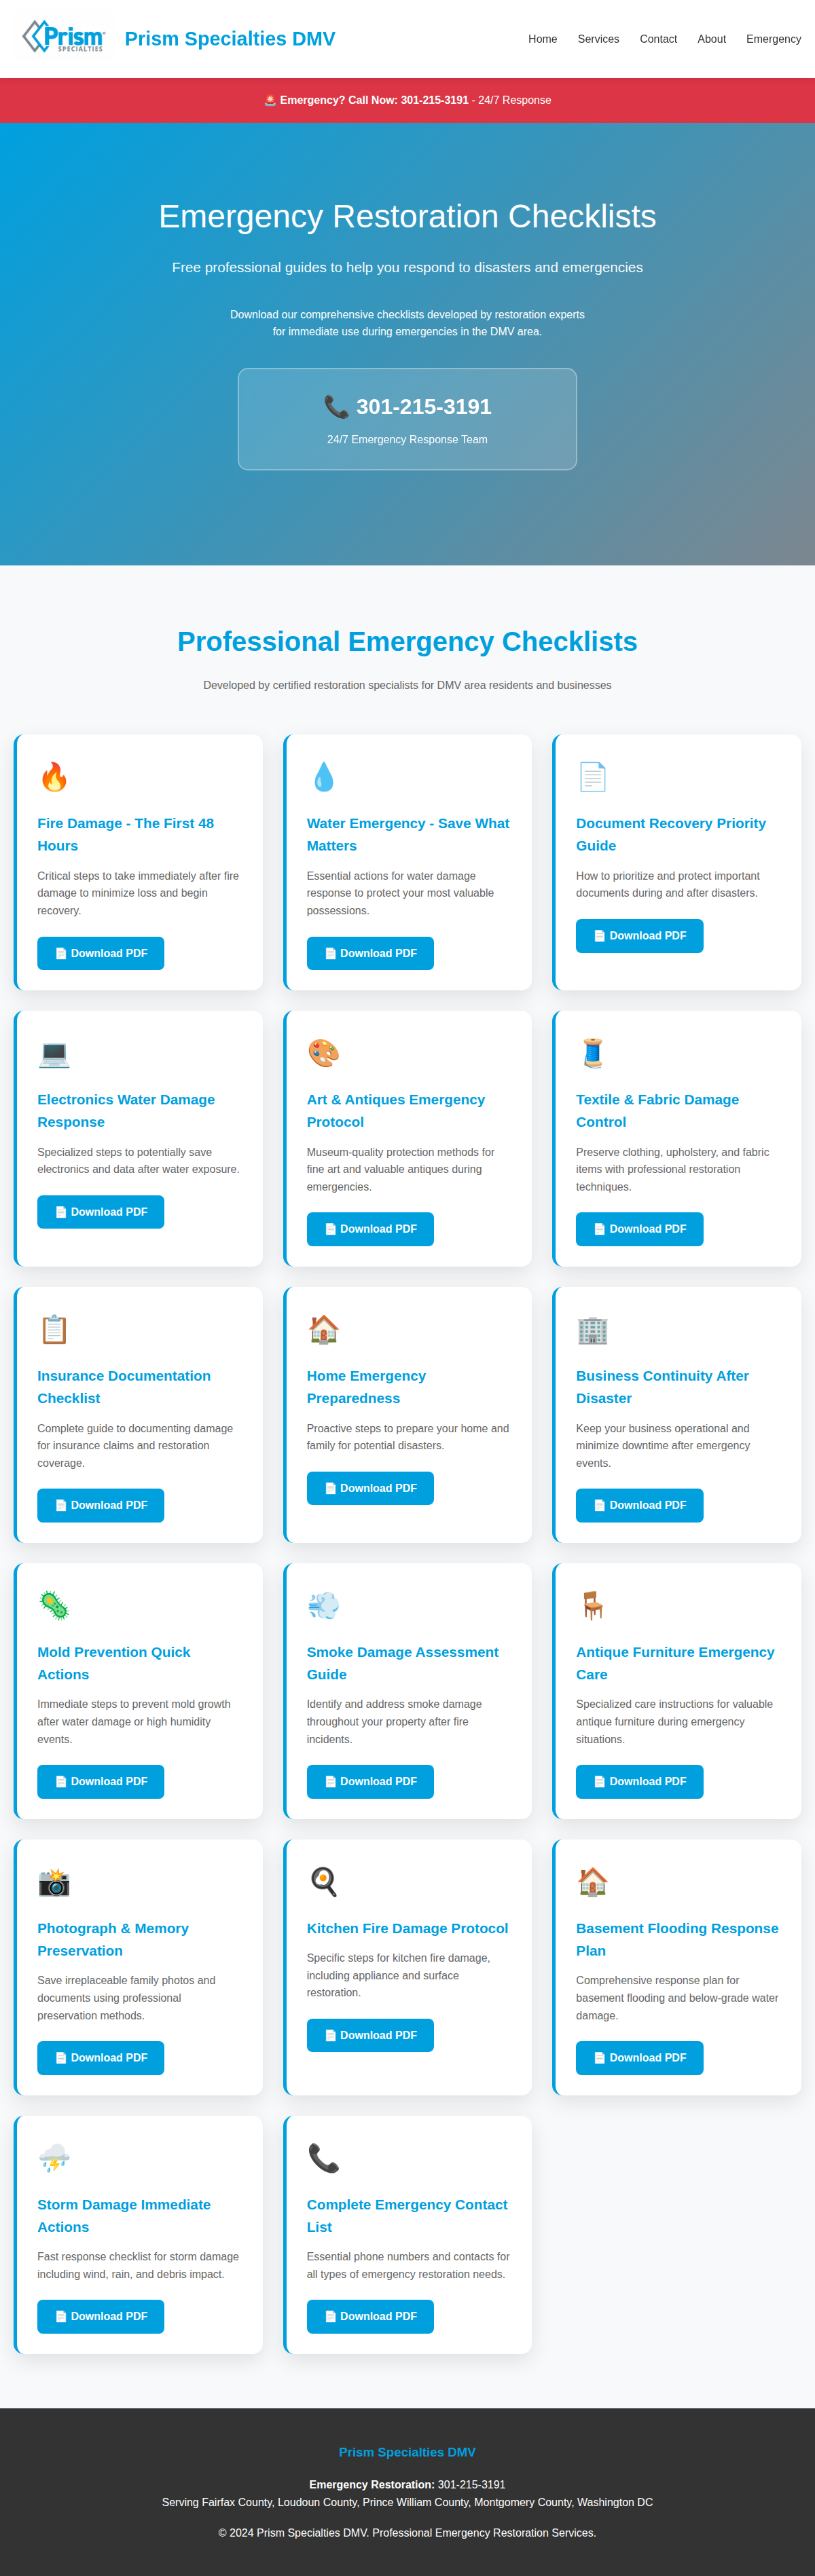 Prism
SPECIALTIES
Prism Specialties DMV
Home
Services
Contact
About
Emergency
Emergency? Call Now: 301-215-3191 - 24/7 Response
Emergency Restoration Checklists
Free professional guides to help you respond to disasters and emergencies
Download our comprehensive checklists developed by restoration experts
for immediate use during emergencies in the DMV area.
301-215-3191
24/7 Emergency Response Team
Professional Emergency Checklists
Developed by certified restoration specialists for DMV area residents and businesses
Fire Damage - The First 48
Hours
Critical steps to take immediately after fire
damage to minimize loss and begin
recovery.
Download PDF
Water Emergency - Save What
Matters
Essential actions for water damage
response to protect your most valuable
possessions.
Download PDF
Document Recovery Priority
Guide
How to prioritize and protect important
documents during and after disasters.
Download PDF
Electronics Water Damage
Response
Specialized steps to potentially save
electronics and data after water exposure.
Download PDF
Art & Antiques Emergency
Protocol
Museum-quality protection methods for
fine art and valuable antiques during
emergencies.
Download PDF
Textile & Fabric Damage
Control
Preserve clothing, upholstery, and fabric
items with professional restoration
techniques.
Download PDF
Insurance Documentation
Checklist
Complete guide to documenting damage
for insurance claims and restoration
coverage.
Download PDF
Home Emergency
Preparedness
Proactive steps to prepare your home and
family for potential disasters.
Download PDF
Business Continuity After
Disaster
Keep your business operational and
minimize downtime after emergency
events.
Download PDF
Mold Prevention Quick
Actions
Immediate steps to prevent mold growth
after water damage or high humidity
events.
Download PDF
Smoke Damage Assessment
Guide
Identify and address smoke damage
throughout your property after fire
incidents.
Download PDF
Antique Furniture Emergency
Care
Specialized care instructions for valuable
antique furniture during emergency
situations.
Download PDF
Photograph & Memory
Preservation
Save irreplaceable family photos and
documents using professional
preservation methods.
Download PDF
Kitchen Fire Damage Protocol
Specific steps for kitchen fire damage,
including appliance and surface
restoration.
Download PDF
Basement Flooding Response
Plan
Comprehensive response plan for
basement flooding and below-grade water
damage.
Download PDF
Storm Damage Immediate
Actions
Fast response checklist for storm damage
including wind, rain, and debris impact.
Download PDF
Complete Emergency Contact
List
Essential phone numbers and contacts for
all types of emergency restoration needs.
Download PDF
Prism Specialties DMV
Emergency Restoration: 301-215-3191
Serving Fairfax County, Loudoun County, Prince William County, Montgomery County, Washington DC
© 2024 Prism Specialties DMV. Professional Emergency Restoration Services.